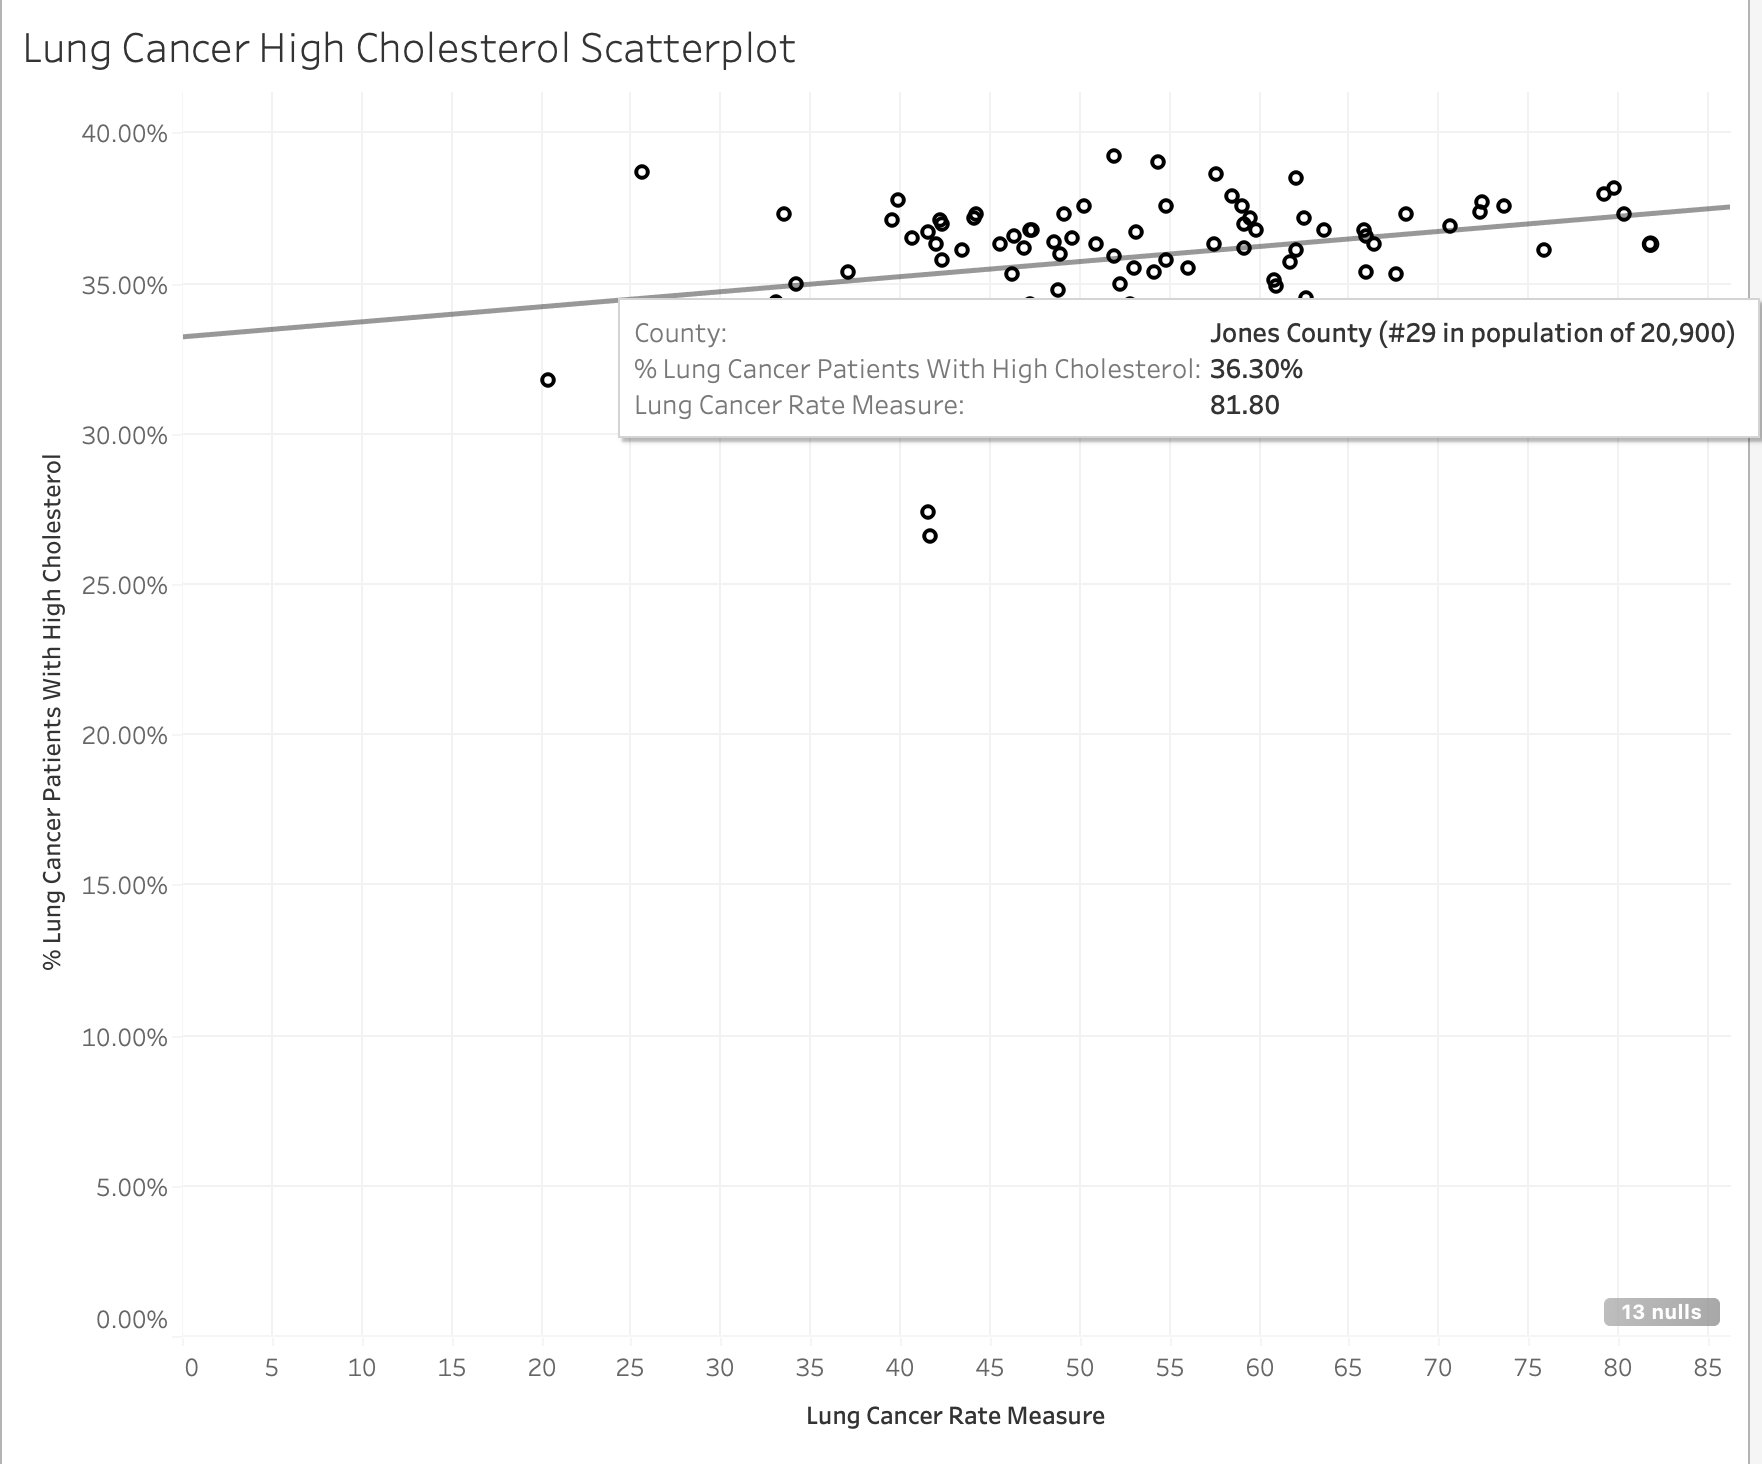 Lung Cancer High Cholesterol Scatterplot
40.00%
35.00%
30.00%
25.00%
20.00%
15.00%
10.00%
5.00%
0.00%
% Lung Cancer Patients With High Cholesterol
County: Jones County (#29 in population of 20,900)
% Lung Cancer Patients With High Cholesterol: 36.30%
Lung Cancer Rate Measure: 81.80
13 nulls
0 5 10 15 20 25 30 35 40 45 50 55 60 65 70 75 80 85
Lung Cancer Rate Measure